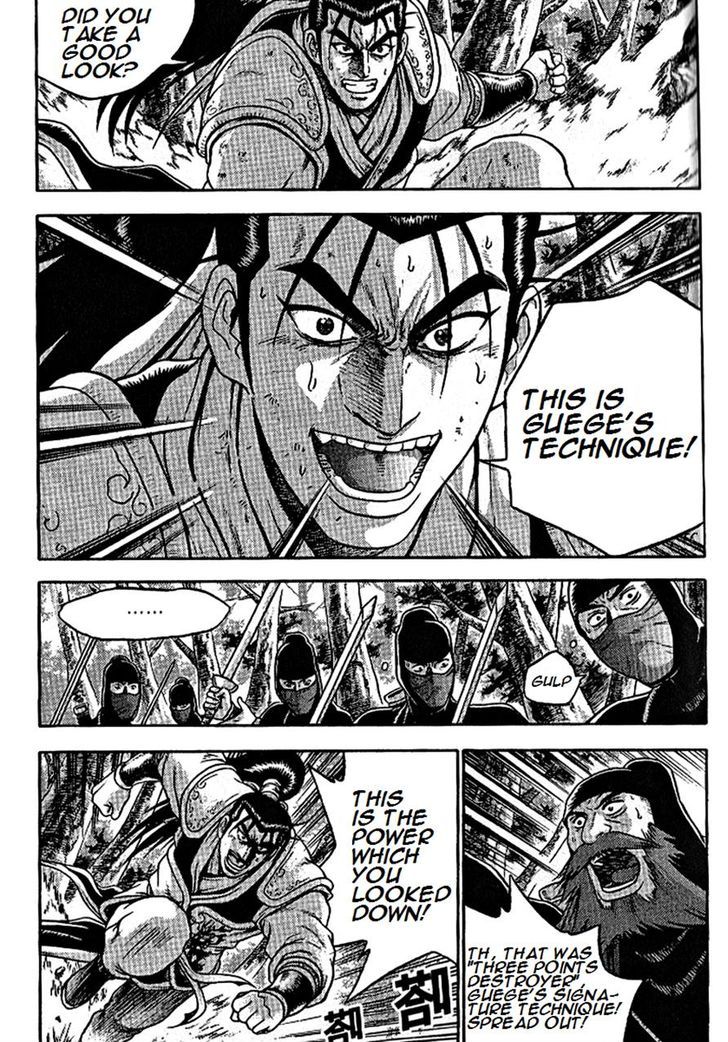 DID YOU
TAKE A
GOOD
LOOK?
THIS IS
GUEGE'S
TECHNIQUE!
GULP
......
TH, THAT WAS
"THREE POINTS
DESTROYER",
GUEGE'S SIGNA-
TURE TECHNIQUE!
SPREAD OUT!
THIS
IS THE
POWER
WHICH
YOU
LOOKED
DOWN!